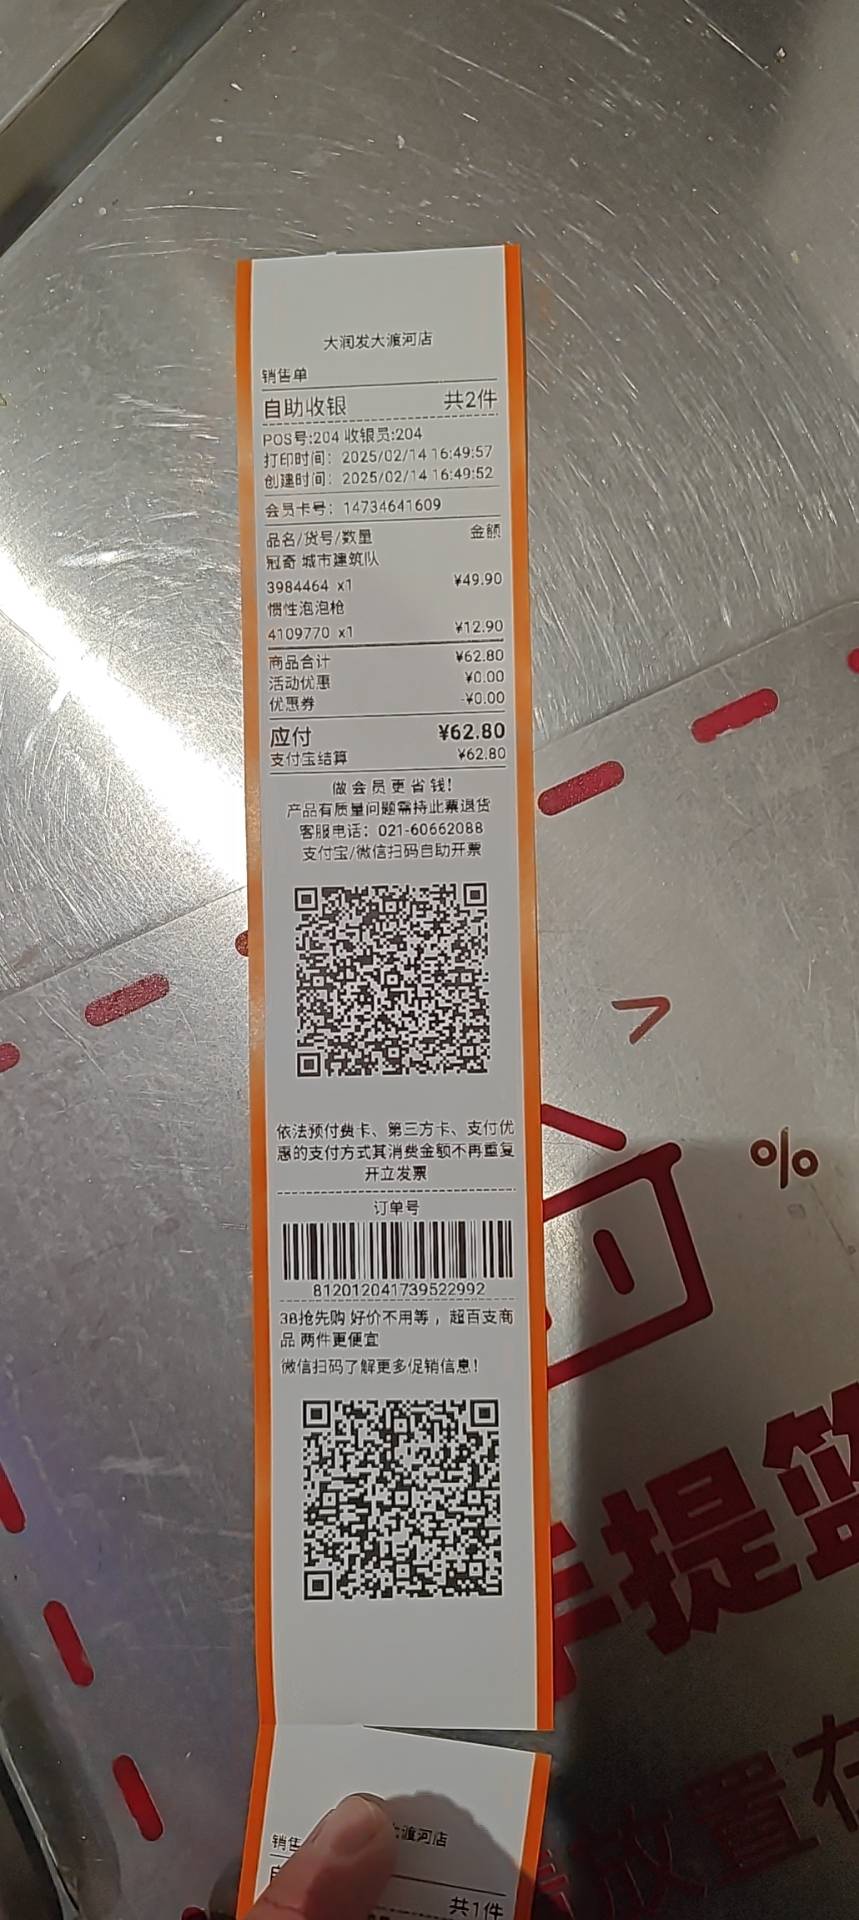 大润发大渡河店
销售单
自助收银 共2件
POS号:204 收银员:204
打印时间: 2025/02/14 16:49:57
创建时间: 2025/02/14 16:49:52
会员卡号: 14734641609
品名/货号/数量 金额
冠奇 城市建筑队
3984464 x1 ¥49.90
惯性泡泡枪
4109770 x1 ¥12.90
商品合计 ¥62.80
活动优惠 ¥0.00
优惠券 -¥0.00
应付 ¥62.80
支付宝结算 ¥62.80
做会员更省钱!
产品有质量问题需持此票退货
客服电话: 021-60662088
支付宝/微信扫码自助开票
依法预付费卡、第三方卡、支付优
惠的支付方式其消费金额不再重复
开立发票
订单号
812012041739522992
38抢先购 好价不用等，超百支商
品 两件更便宜
微信扫码了解更多促销信息!
渡河店
销售
共1件
%
手提篮
放置在